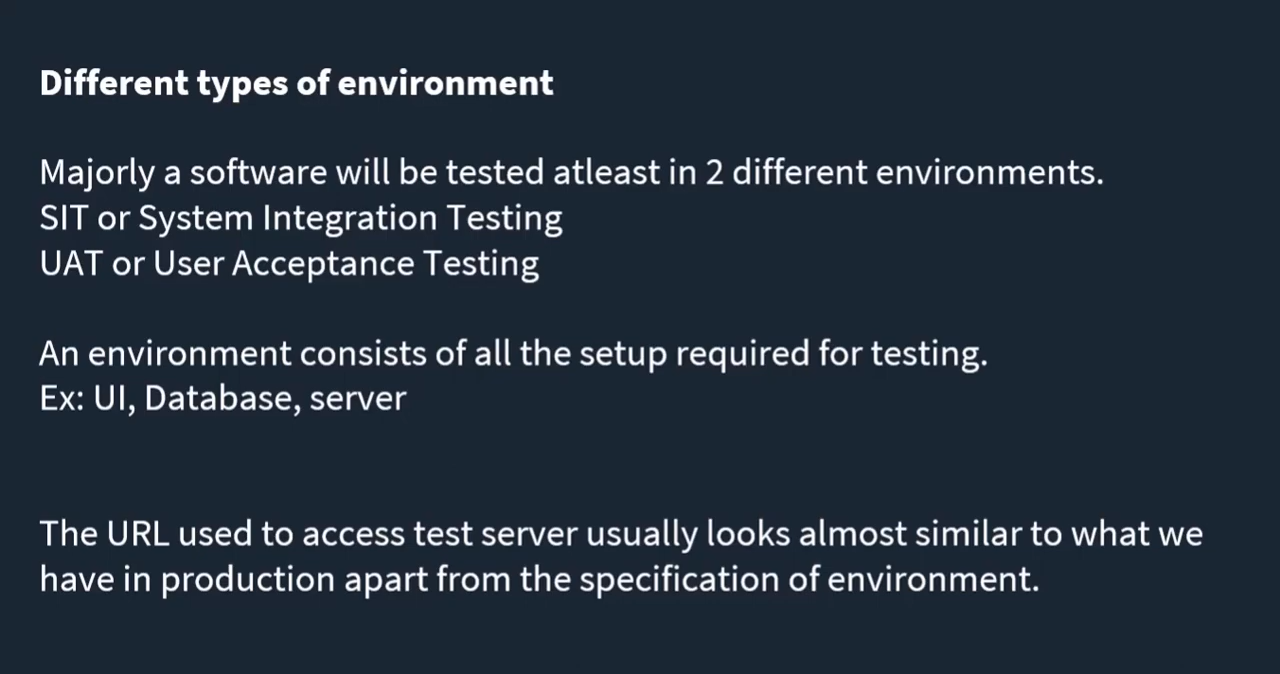 Different types of environment
Majorly a software will be tested atleast in 2 different environments.
SIT or System Integration Testing
UAT or User Acceptance Testing
An environment consists of all the setup required for testing.
Ex: UI, Database, server
The URL used to access test server usually looks almost similar to what we
have in production apart from the specification of environment.